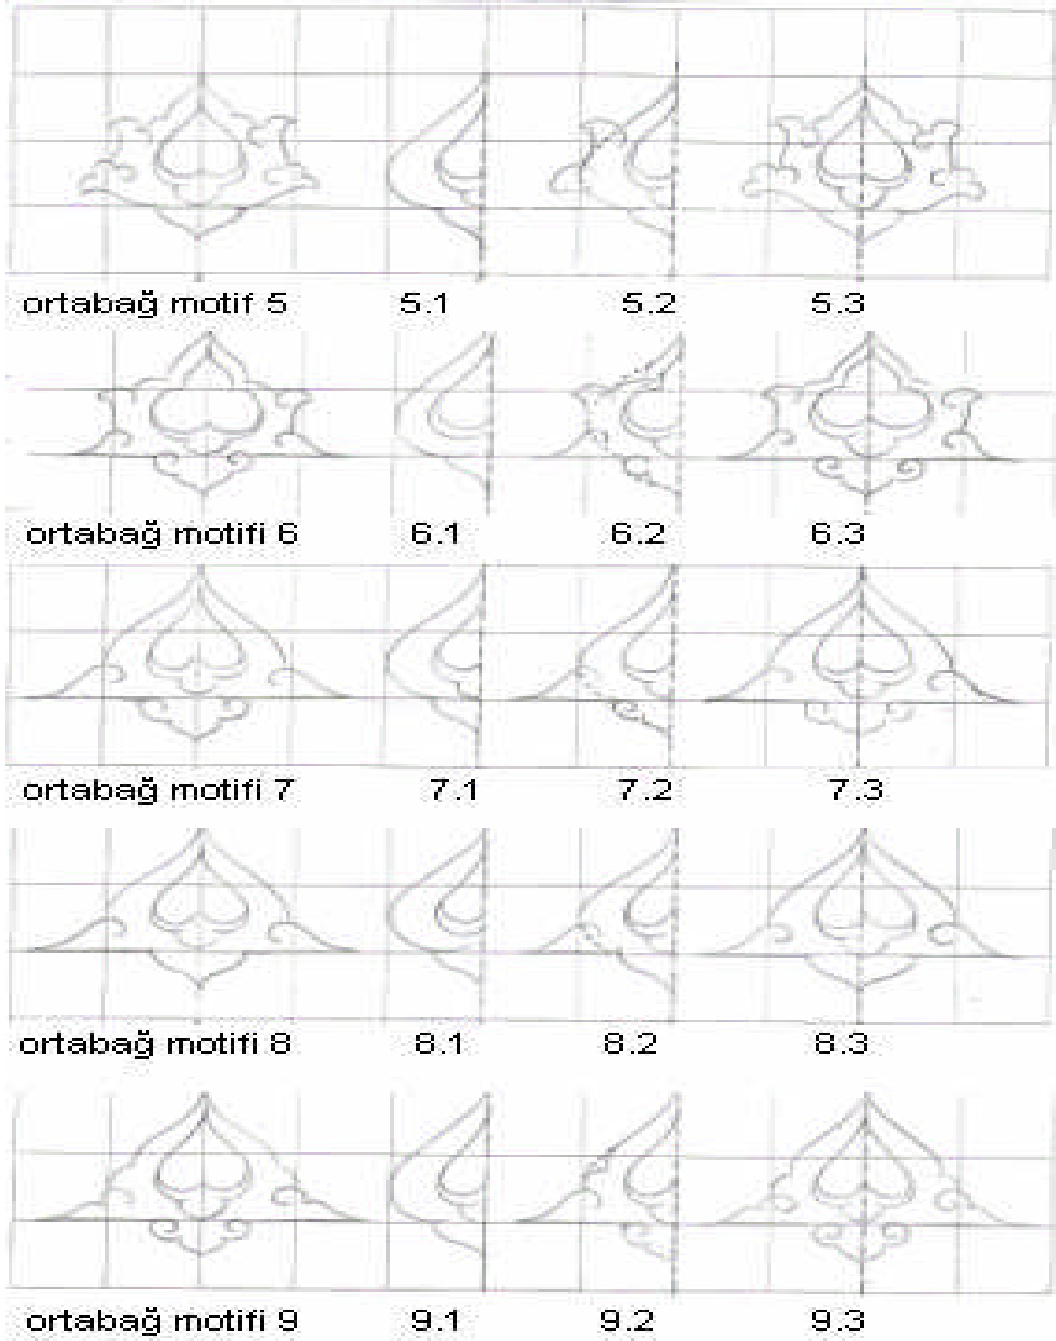 ortabağ motif 5 5.1 5.2 5.3
ortabağ motifi 6 6.1 6.2 6.3
ortabağ motifi 7 7.1 7.2 7.3
ortabağ motifi 8 8.1 8.2 8.3
ortabağ motifi 9 9.1 9.2 9.3